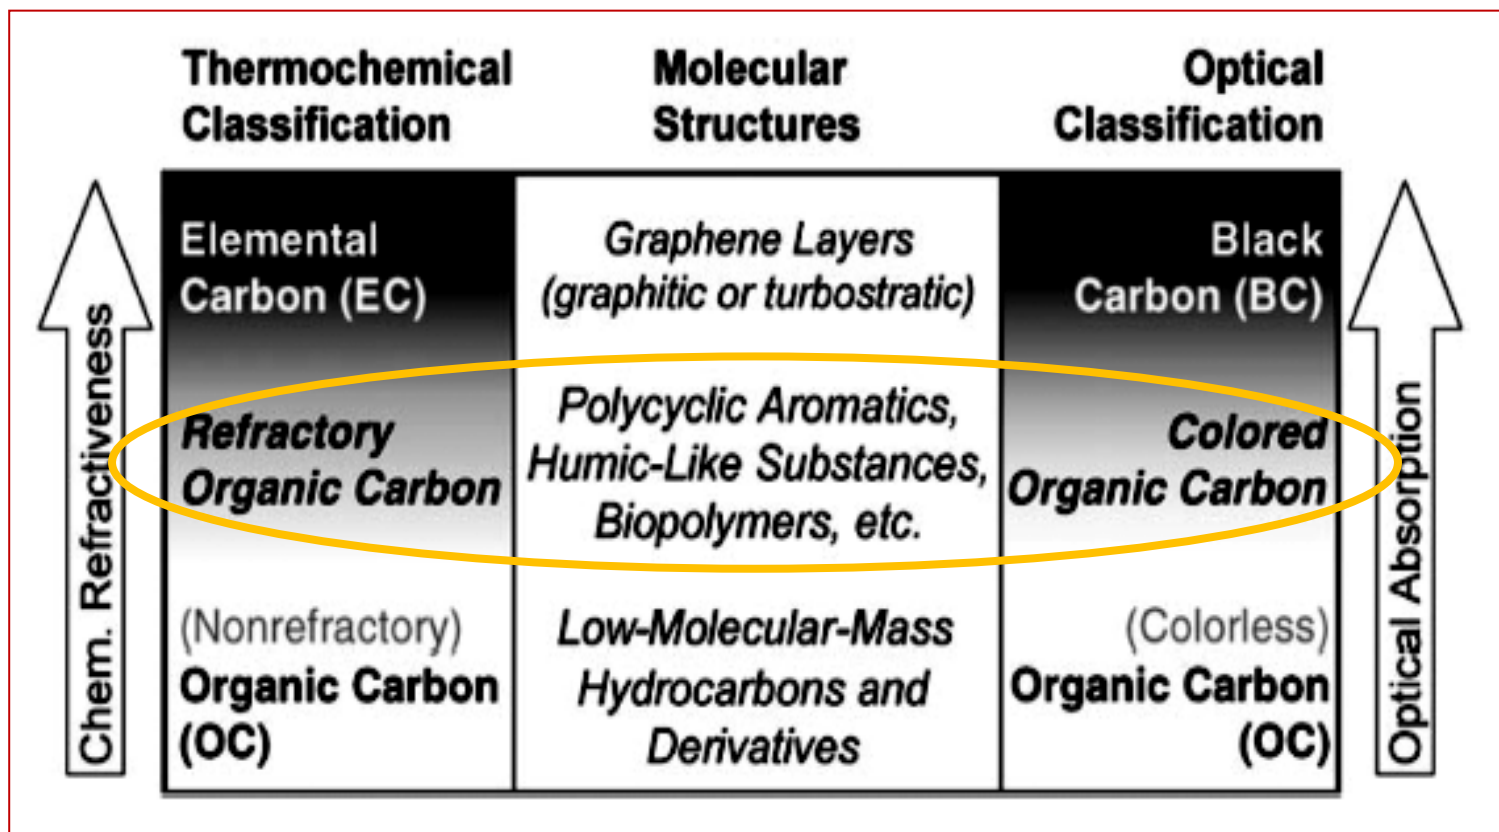 Thermochemical
Classification
Molecular
Structures
Optical
Classification
Chem. Refractiveness
Elemental
Carbon (EC)
Graphene Layers
(graphitic or turbostratic)
Black
Carbon (BC)
Refractory
Organic Carbon
Polycyclic Aromatics,
Humic-Like Substances,
Biopolymers, etc.
Colored
Organic Carbon
(Nonrefractory)
Organic Carbon
(OC)
Low-Molecular-Mass
Hydrocarbons and
Derivatives
(Colorless)
Organic Carbon
(OC)
Optical Absorption